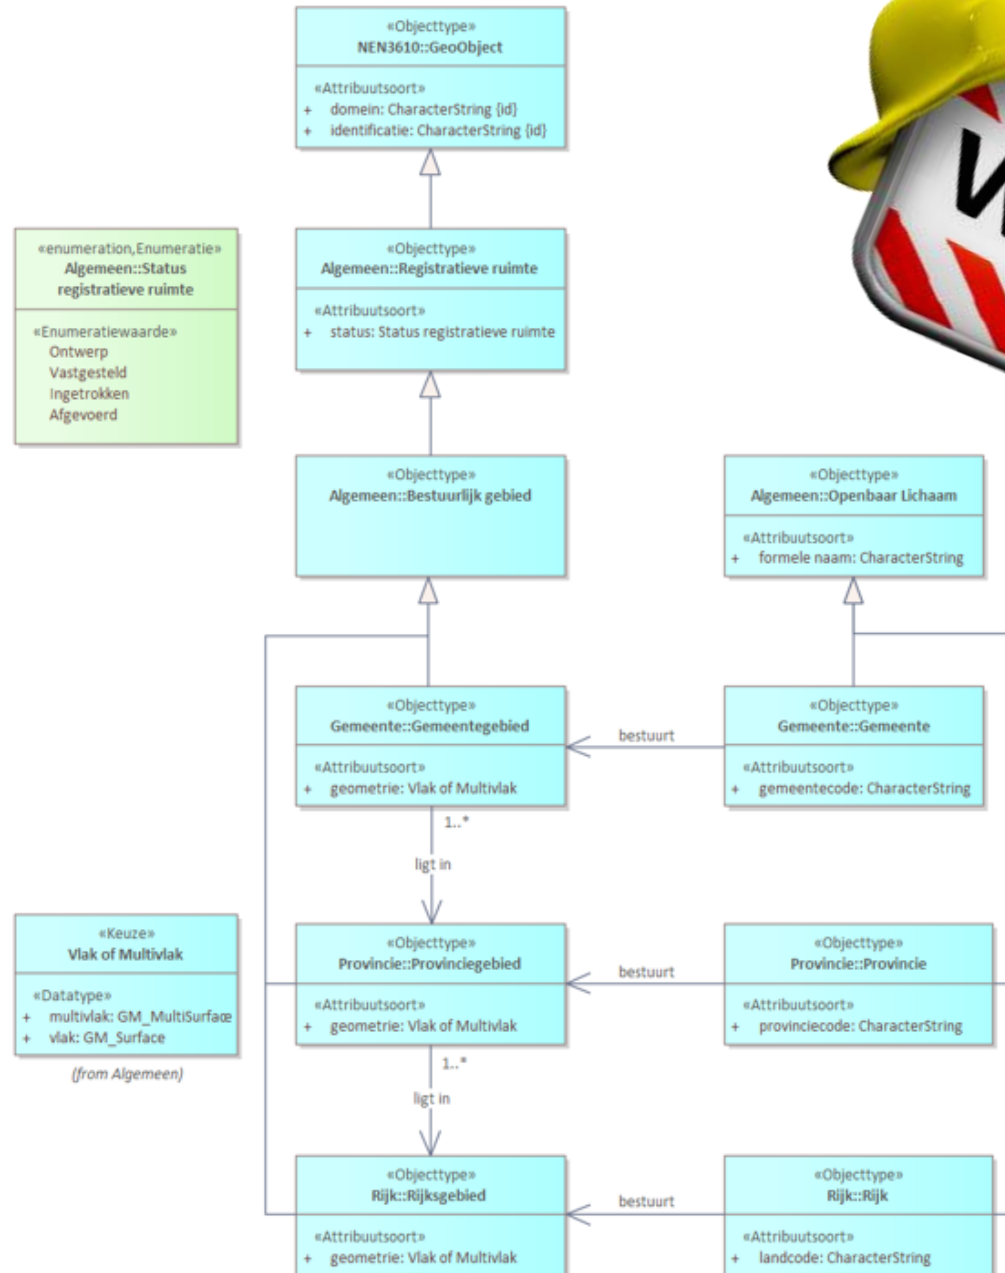 «Objecttype»
NEN3610::GeoObject
«Attribuutsoort»
+ domein: CharacterString {id}
+ identificatie: CharacterString {id}
«enumeration,Enumeratie»
Algemeen::Status
registratieve ruimte
«Enumeratiewaarde»
Ontwerp
Vastgesteld
Ingetrokken
Afgevoerd
«Objecttype»
Algemeen::Registratieve ruimte
«Attribuutsoort»
+ status: Status registratieve ruimte
«Objecttype»
Algemeen::Bestuurlijk gebied
«Objecttype»
Algemeen::Openbaar Lichaam
«Attribuutsoort»
+ formele naam: CharacterString
«Objecttype»
Gemeente::Gemeentegebied
«Attribuutsoort»
+ geometrie: Vlak of Multivlak
bestuurt
«Objecttype»
Gemeente::Gemeente
«Attribuutsoort»
+ gemeentecode: CharacterString
1..*
ligt in
«Keuze»
Vlak of Multivlak
«Datatype»
+ multivlak: GM_MultiSurface
+ vlak: GM_Surface
(from Algemeen)
«Objecttype»
Provincie::Provinciegebied
«Attribuutsoort»
+ geometrie: Vlak of Multivlak
bestuurt
«Objecttype»
Provincie::Provincie
«Attribuutsoort»
+ provinciecode: CharacterString
1..*
ligt in
«Objecttype»
Rijk::Rijksgebied
«Attribuutsoort»
+ geometrie: Vlak of Multivlak
bestuurt
«Objecttype»
Rijk::Rijk
«Attribuutsoort»
+ landcode: CharacterString